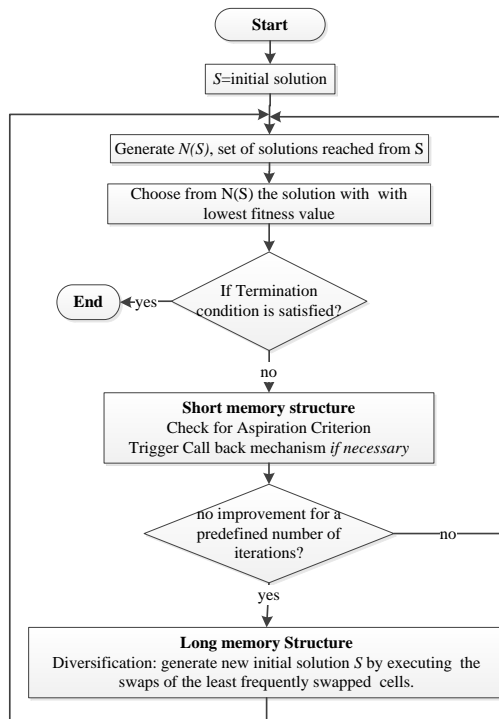 Start
S=initial solution
Generate N(S), set of solutions reached from S
Choose from N(S) the solution with with
lowest fitness value
If Termination
condition is satisfied?
yes
End
no
Short memory structure
Check for Aspiration Criterion
Trigger Call back mechanism if necessary
no improvement for a
predefined number of
iterations?
no
yes
Long memory Structure
Diversification: generate new initial solution S by executing the
swaps of the least frequently swapped cells.